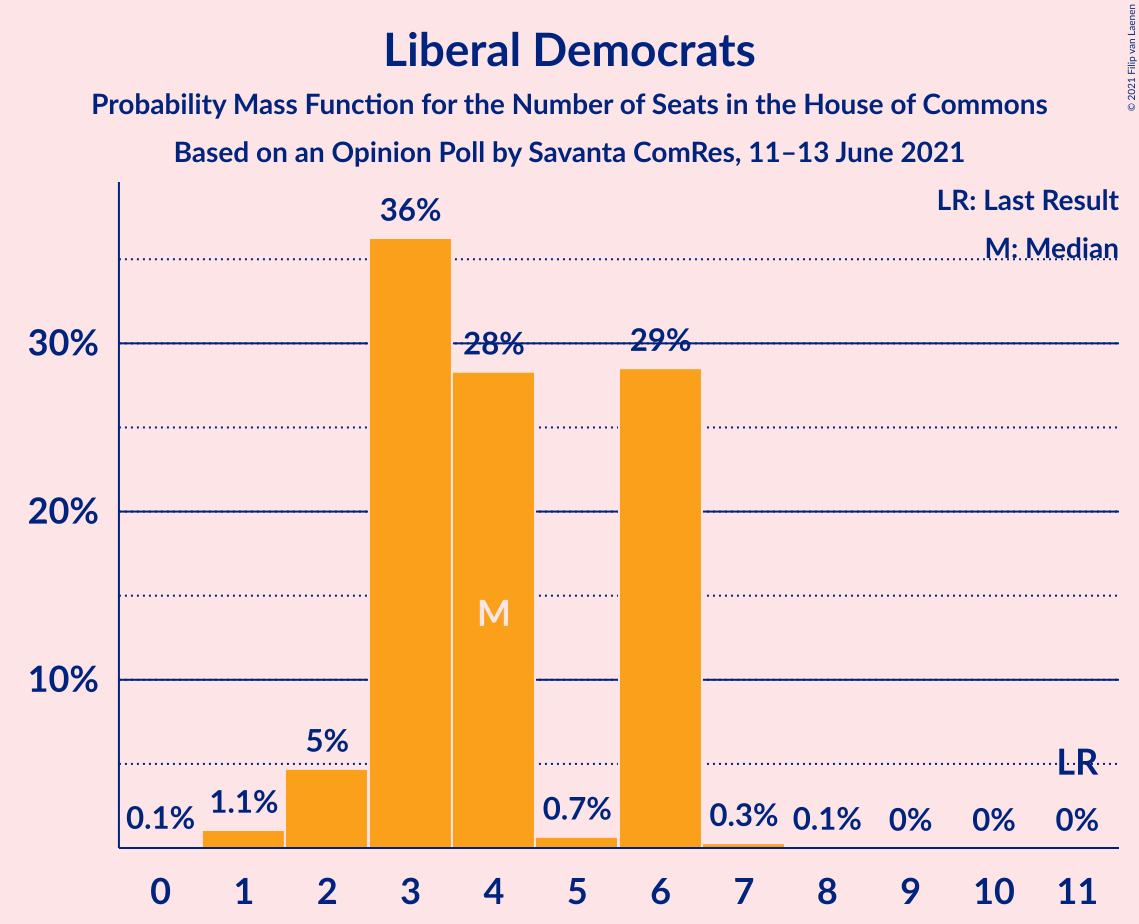 Liberal Democrats
Probability Mass Function for the Number of Seats in the House of Commons
Based on an Opinion Poll by Savanta ComRes, 11–13 June 2021
© 2021 Filip van Laenen
LR: Last Result
M: Median
36%
30%
28%
29%
20%
M
10%
5%
LR
0.1%
1.1%
0.7%
0.3%
0.1%
0%
0%
0%
0 1 2 3 4 5 6 7 8 9 10 11